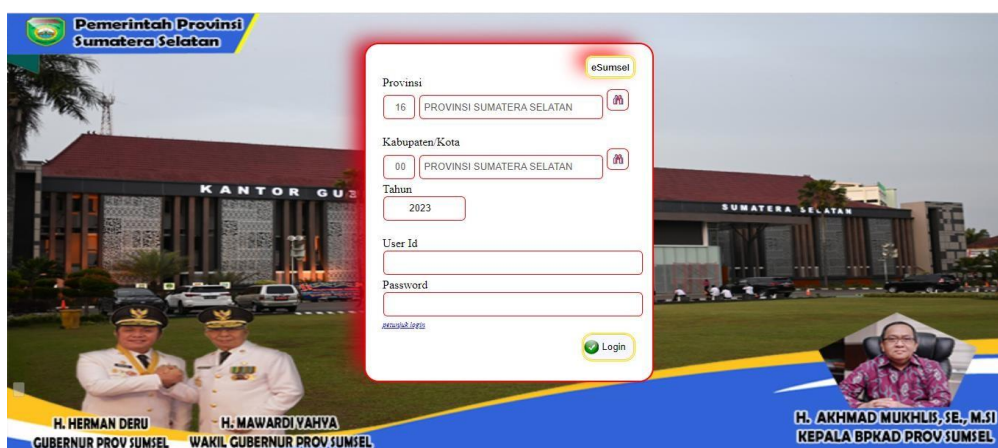 Pemerintah Provinsi
Sumatera Selatan
eSumsel
Provinsi
16 PROVINSI SUMATERA SELATAN
Kabupaten/Kota
00 PROVINSI SUMATERA SELATAN
Tahun
2023
User Id
Password
petunjuk login
Login
KANTOR GU
SUMATERA SELATAN
H. HERMAN DERU
GUBERNUR PROV SUMSEL
H. MAWARDI YAHYA
WAKIL GUBERNUR PROV SUMSEL
H. AKHMAD MUKHLIS, SE., M.SI
KEPALA BPKAD PROV SUMSEL